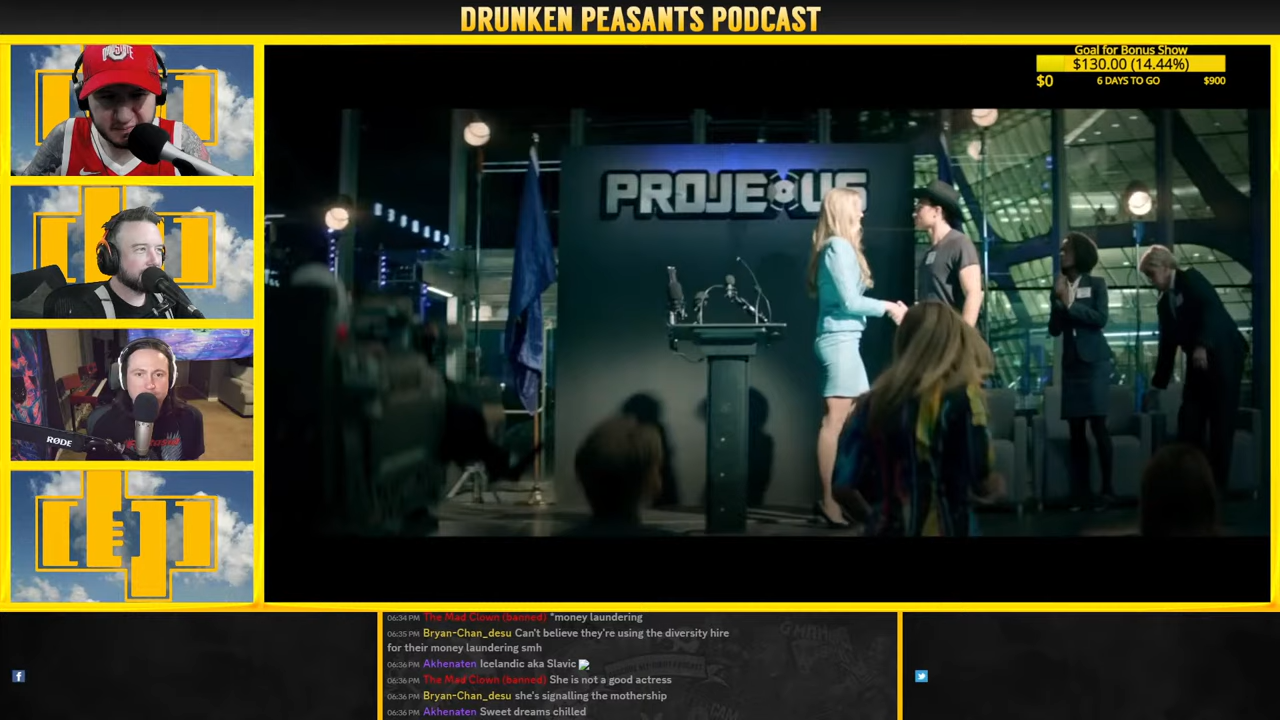 DRUNKEN PEASANTS PODCAST
Goal for Bonus Show
$130.00 (14.44%)
$0 6 DAYS TO GO $900
OHIO STATE
RØDE
06:34 PM The Mad Clown (banned) *money laundering
06:35 PM Bryan-Chan_desu Can't believe they're using the diversity hire
for their money laundering smh
06:36 PM Akhenaten Icelandic aka Slavic
06:36 PM The Mad Clown (banned) She is not a good actress
06:36 PM Bryan-Chan_desu she's signalling the mothership
06:36 PM Akhenaten Sweet dreams chilled